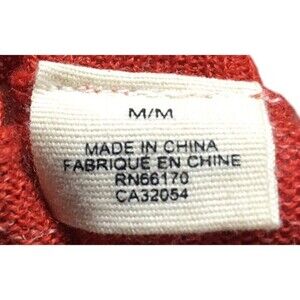 M/M
MADE IN CHINA
FABRIQUE EN CHINE
RN66170
CA32054